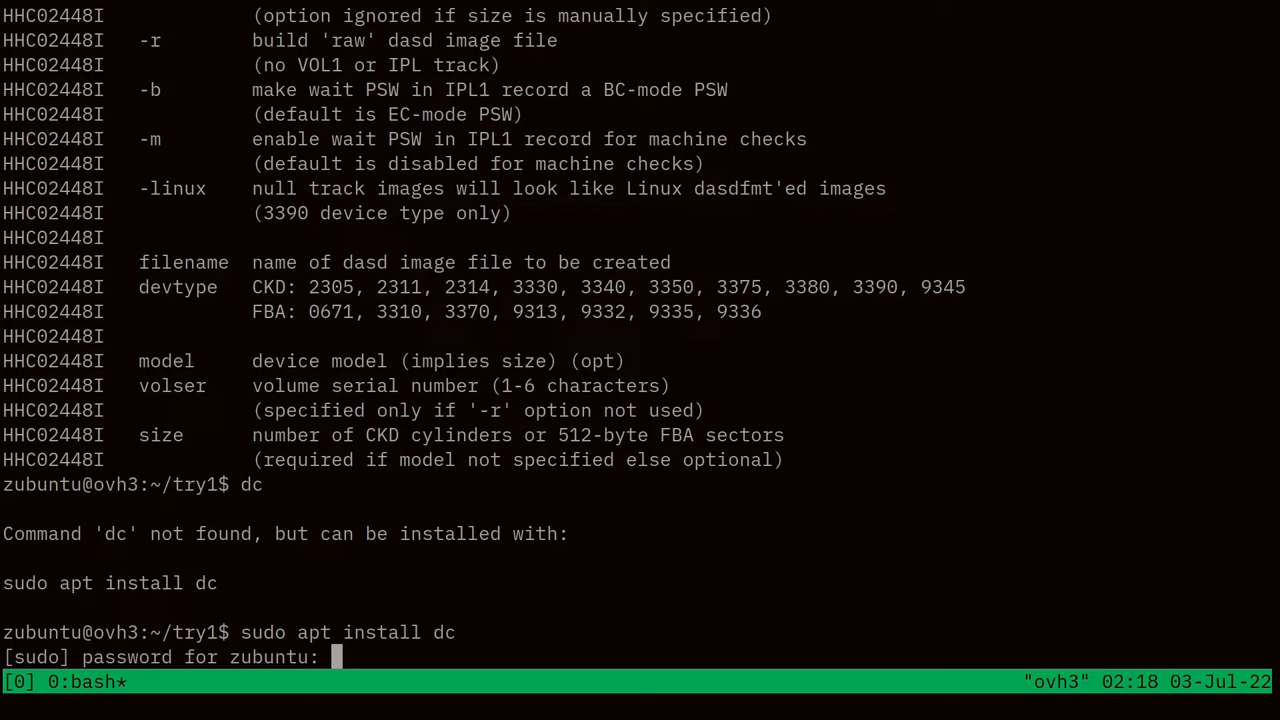 HHC02448I             (option ignored if size is manually specified)
HHC02448I   -r        build 'raw' dasd image file
HHC02448I             (no VOL1 or IPL track)
HHC02448I   -b        make wait PSW in IPL1 record a BC-mode PSW
HHC02448I             (default is EC-mode PSW)
HHC02448I   -m        enable wait PSW in IPL1 record for machine checks
HHC02448I             (default is disabled for machine checks)
HHC02448I   -linux    null track images will look like Linux dasdfmt'ed images
HHC02448I             (3390 device type only)
HHC02448I
HHC02448I   filename  name of dasd image file to be created
HHC02448I   devtype   CKD: 2305, 2311, 2314, 3330, 3340, 3350, 3375, 3380, 3390, 9345
HHC02448I             FBA: 0671, 3310, 3370, 9313, 9332, 9335, 9336
HHC02448I
HHC02448I   model     device model (implies size) (opt)
HHC02448I   volser    volume serial number (1-6 characters)
HHC02448I             (specified only if '-r' option not used)
HHC02448I   size      number of CKD cylinders or 512-byte FBA sectors
HHC02448I             (required if model not specified else optional)
zubuntu@ovh3:~/try1$ dc
Command 'dc' not found, but can be installed with:
sudo apt install dc
zubuntu@ovh3:~/try1$ sudo apt install dc
[sudo] password for zubuntu:
[0] 0:bash* "ovh3" 02:18 03-Jul-22